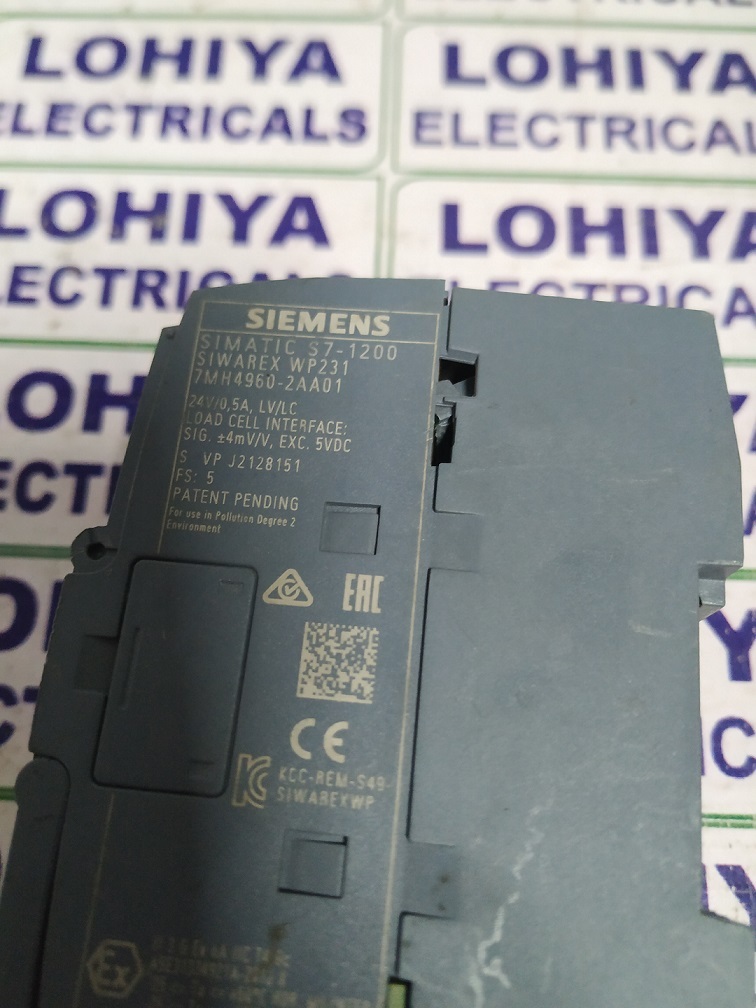 LOHIYA LOHIYA
ELECTRICALS ELECTRICAL
LOHIYA LOHIYA
ECTRICALS
SIEMENS
SIMATIC S7-1200
SIWAREX WP231
7MH4960-2AA01
24V/0,5A, LV/LC
LOAD CELL INTERFACE:
SIG. ±4mV/V, EXC. 5VDC
S VP J2128151
FS: 5
PATENT PENDING
For use in Pollution Degree 2
Environment
EAC
CE
KCC-REM-S49-
SIWAREXWP
Ex